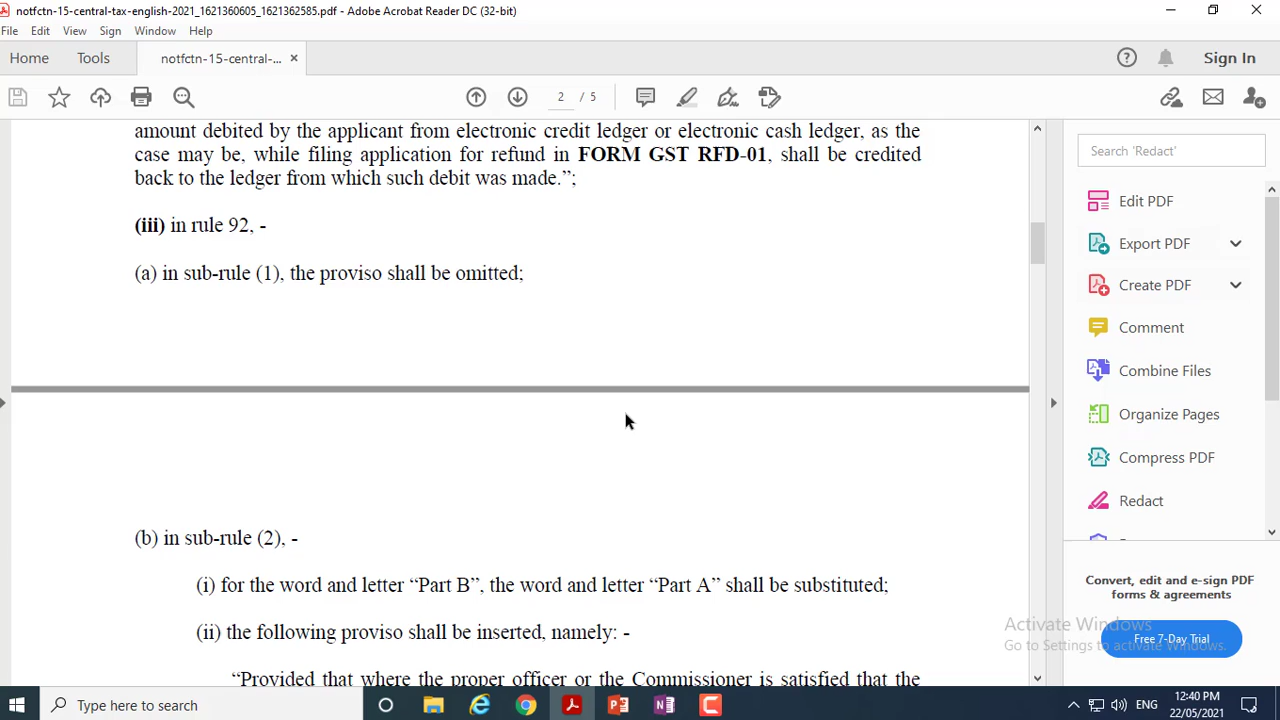 notfctn-15-central-tax-english-2021_1621360605_1621362585.pdf - Adobe Acrobat Reader DC (32-bit)
File Edit View Sign Window Help
Home Tools notfctn-15-central-... × Sign In
2 / 5
amount debited by the applicant from electronic credit ledger or electronic cash ledger, as the
case may be, while filing application for refund in FORM GST RFD-01, shall be credited
back to the ledger from which such debit was made.”;
(iii) in rule 92, -
(a) in sub-rule (1), the proviso shall be omitted;
(b) in sub-rule (2), -
(i) for the word and letter “Part B”, the word and letter “Part A” shall be substituted;
(ii) the following proviso shall be inserted, namely: -
“Provided that where the proper officer or the Commissioner is satisfied that the
Search 'Redact'
Edit PDF
Export PDF
Create PDF
Comment
Combine Files
Organize Pages
Compress PDF
Redact
Convert, edit and e-sign PDF
forms & agreements
Free 7-Day Trial
Activate Windows
Go to Settings to activate Windows.
Type here to search
ENG
12:40 PM
22/05/2021